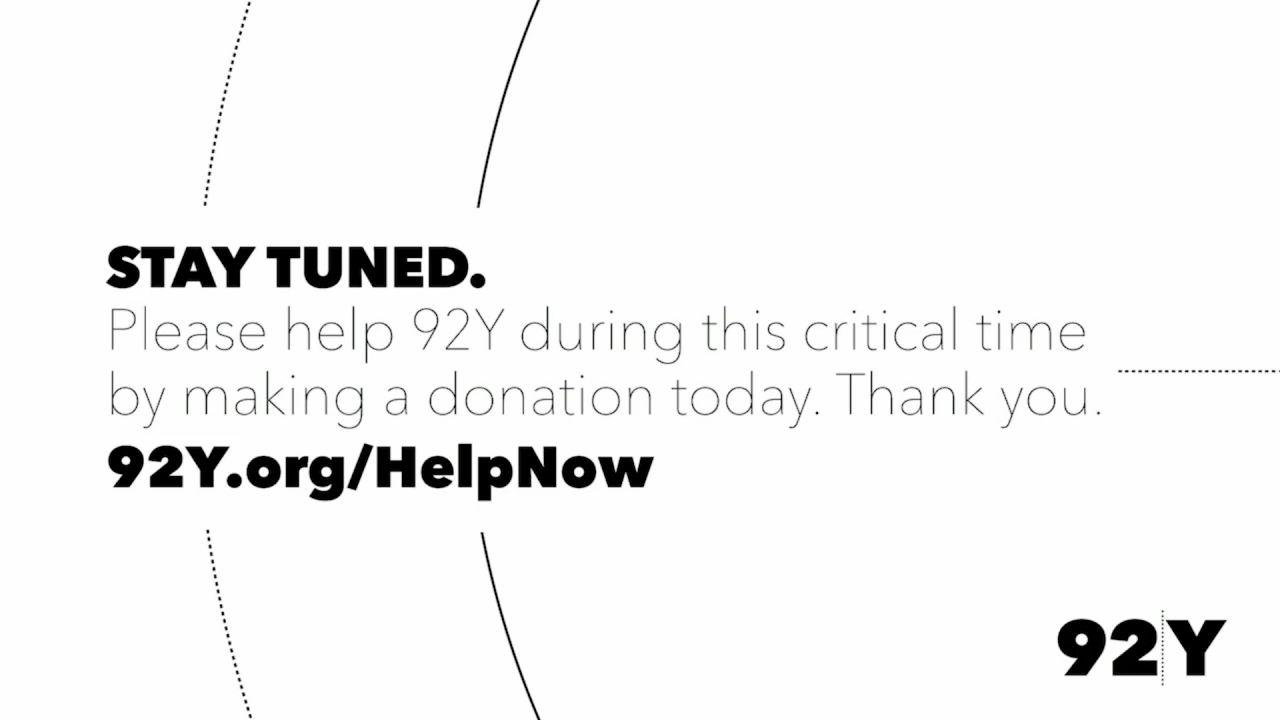 STAY TUNED.
Please help 92Y during this critical time
by making a donation today. Thank you.
92Y.org/HelpNow
92Y